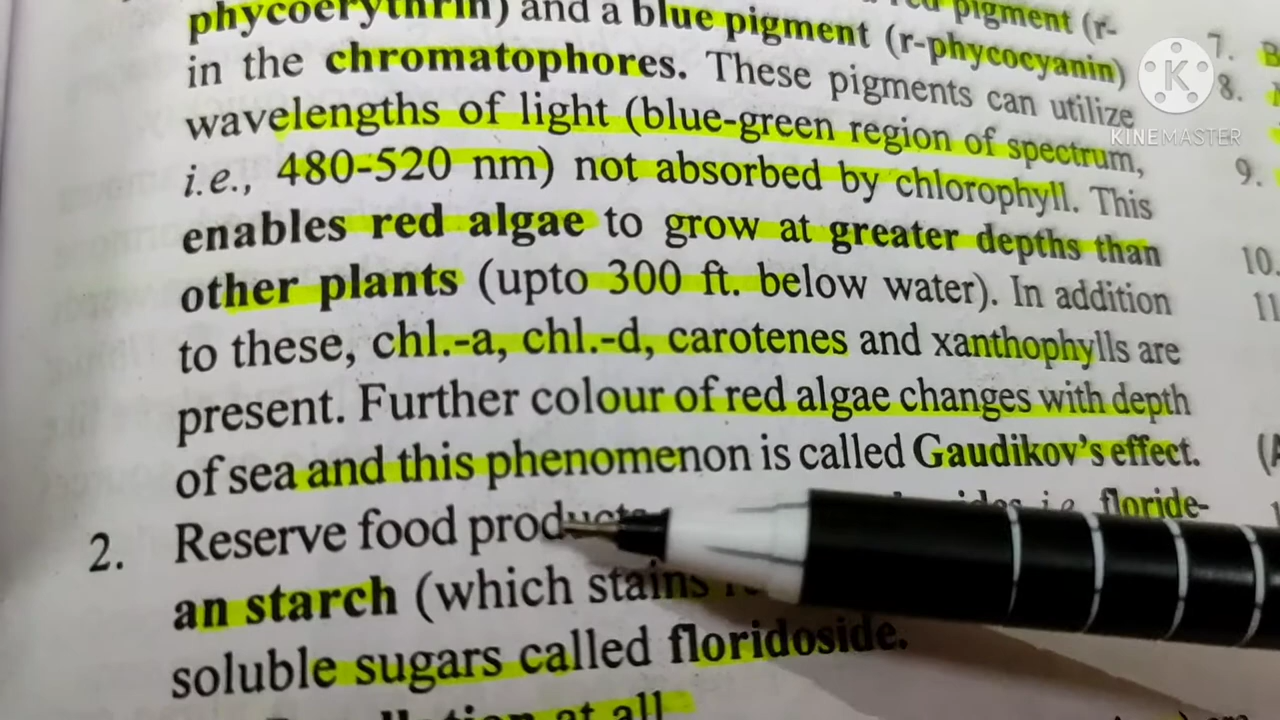 pigment (r-
phycoerythrin) and a blue pigment (r-phycocyanin)
in the chromatophores. These pigments can utilize
wavelengths of light (blue-green region of spectrum,
i.e., 480-520 nm) not absorbed by chlorophyll. This
enables red algae to grow at greater depths than
other plants (upto 300 ft. below water). In addition
to these, chl.-a, chl.-d, carotenes and xanthophylls are
present. Further colour of red algae changes with depth
of sea and this phenomenon is called Gaudikov's effect.
2. Reserve food products i.e. floride-
an starch (which stains
soluble sugars called floridoside.
at all
7. B
8.
9.
10.
11
(A
K
KINEMASTER